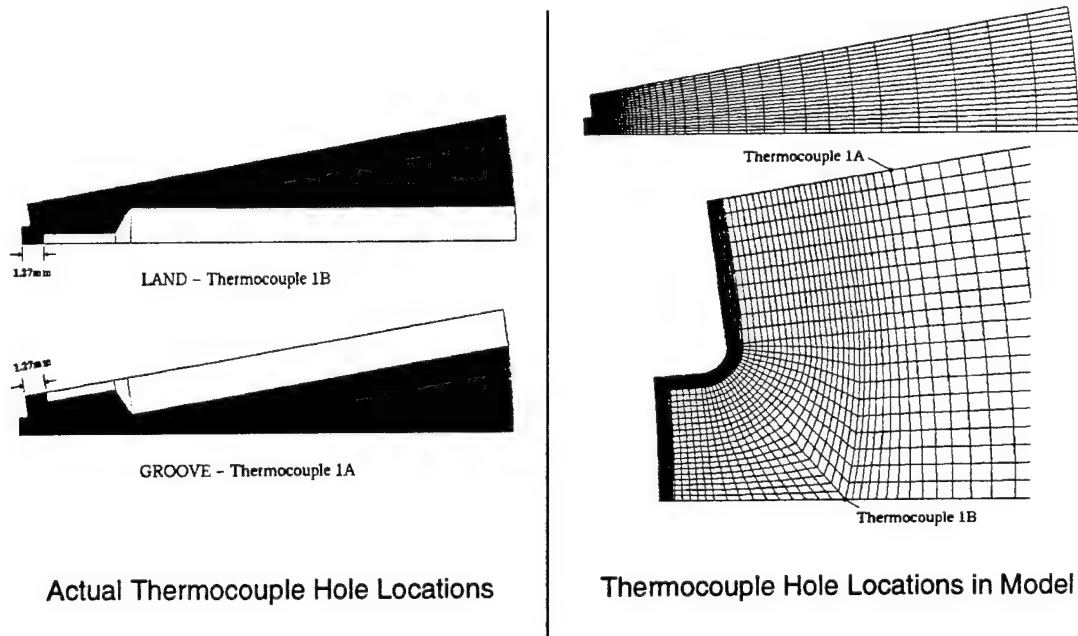 1.27mm
LAND – Thermocouple 1B
1.27mm
GROOVE – Thermocouple 1A
Actual Thermocouple Hole Locations
Thermocouple 1A
Thermocouple 1B
Thermocouple Hole Locations in Model